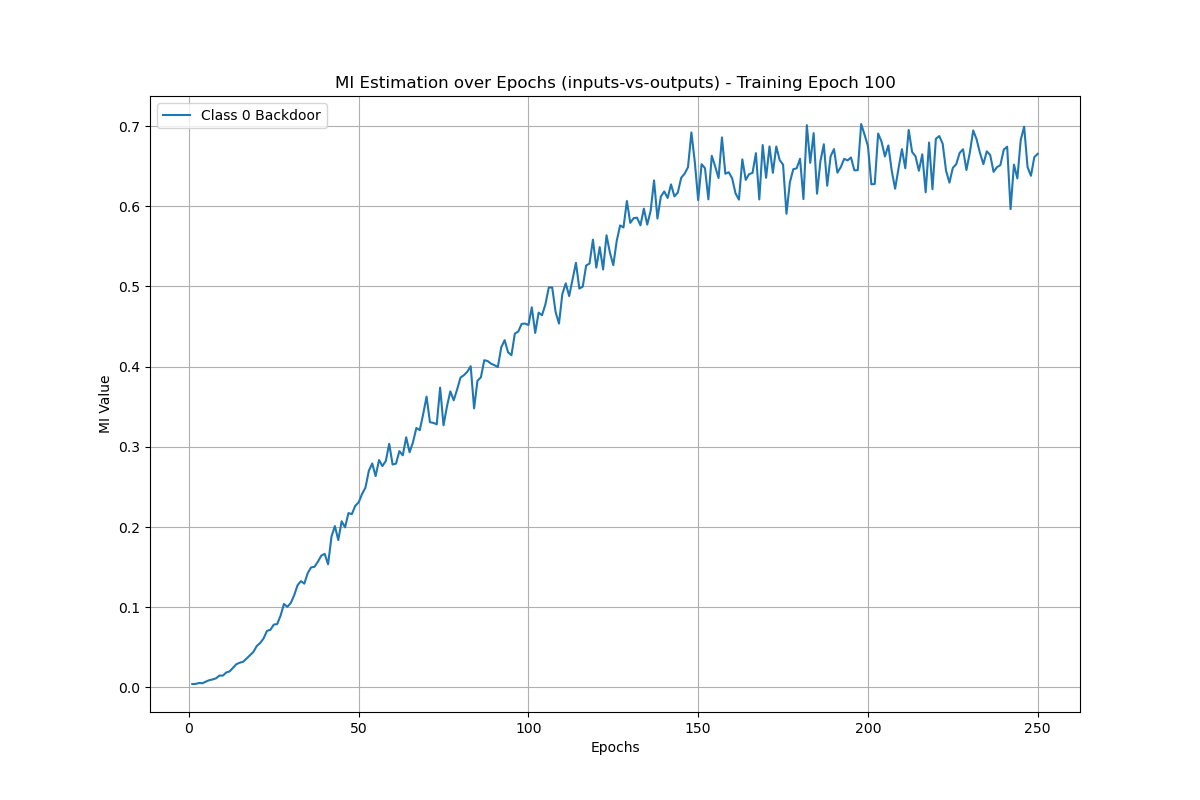 MI Estimation over Epochs (inputs-vs-outputs) - Training Epoch 100
Class 0 Backdoor
0.7
0.6
0.5
0.4
0.3
0.2
0.1
0.0
MI Value
0 50 100 150 200 250
Epochs